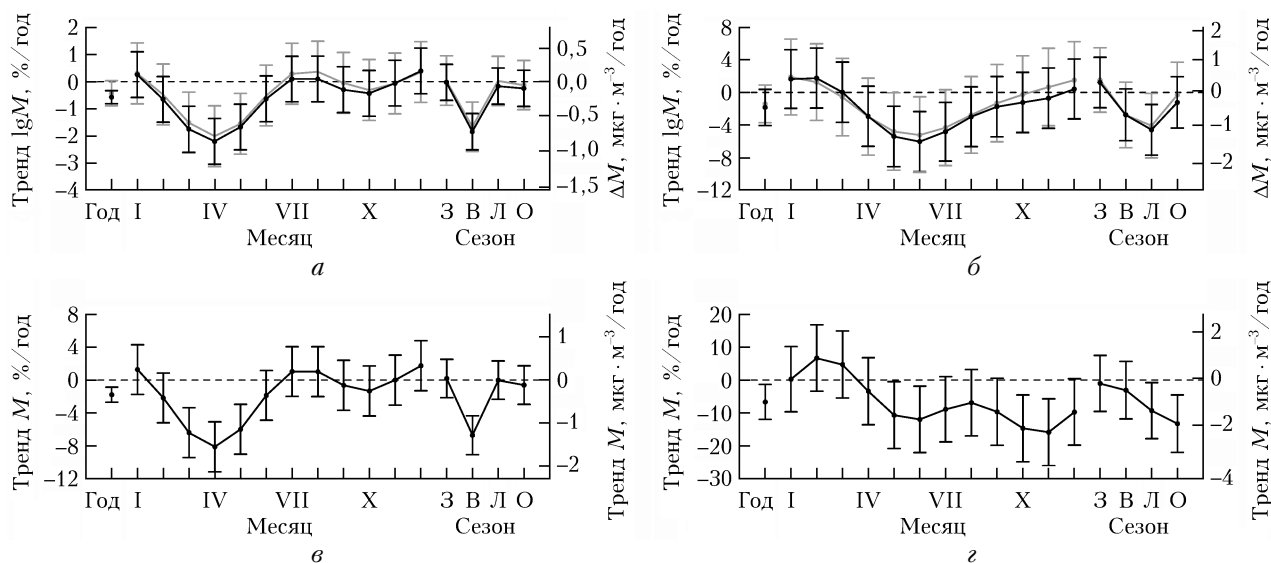 Тренд lgM, %/год
2
1
0
−1
−2
−3
−4
0,5
0,0
−0,5
−1,0
−1,5
ΔM, мкг · м⁻³/год
Год I IV VII X З В Л О
Месяц Сезон
а
Тренд lgM, %/год
8
4
0
−4
−8
−12
2
1
0
−1
−2
ΔM, мкг · м⁻³/год
Год I IV VII X З В Л О
Месяц Сезон
б
Тренд M, %/год
8
4
0
−4
−8
−12
1
0
−1
−2
Тренд M, мкг · м⁻³/год
Год I IV VII X З В Л О
Месяц Сезон
в
Тренд M, %/год
20
10
0
−10
−20
−30
2
0
−2
−4
Тренд M, мкг · м⁻³/год
Год I IV VII X З В Л О
Месяц Сезон
г